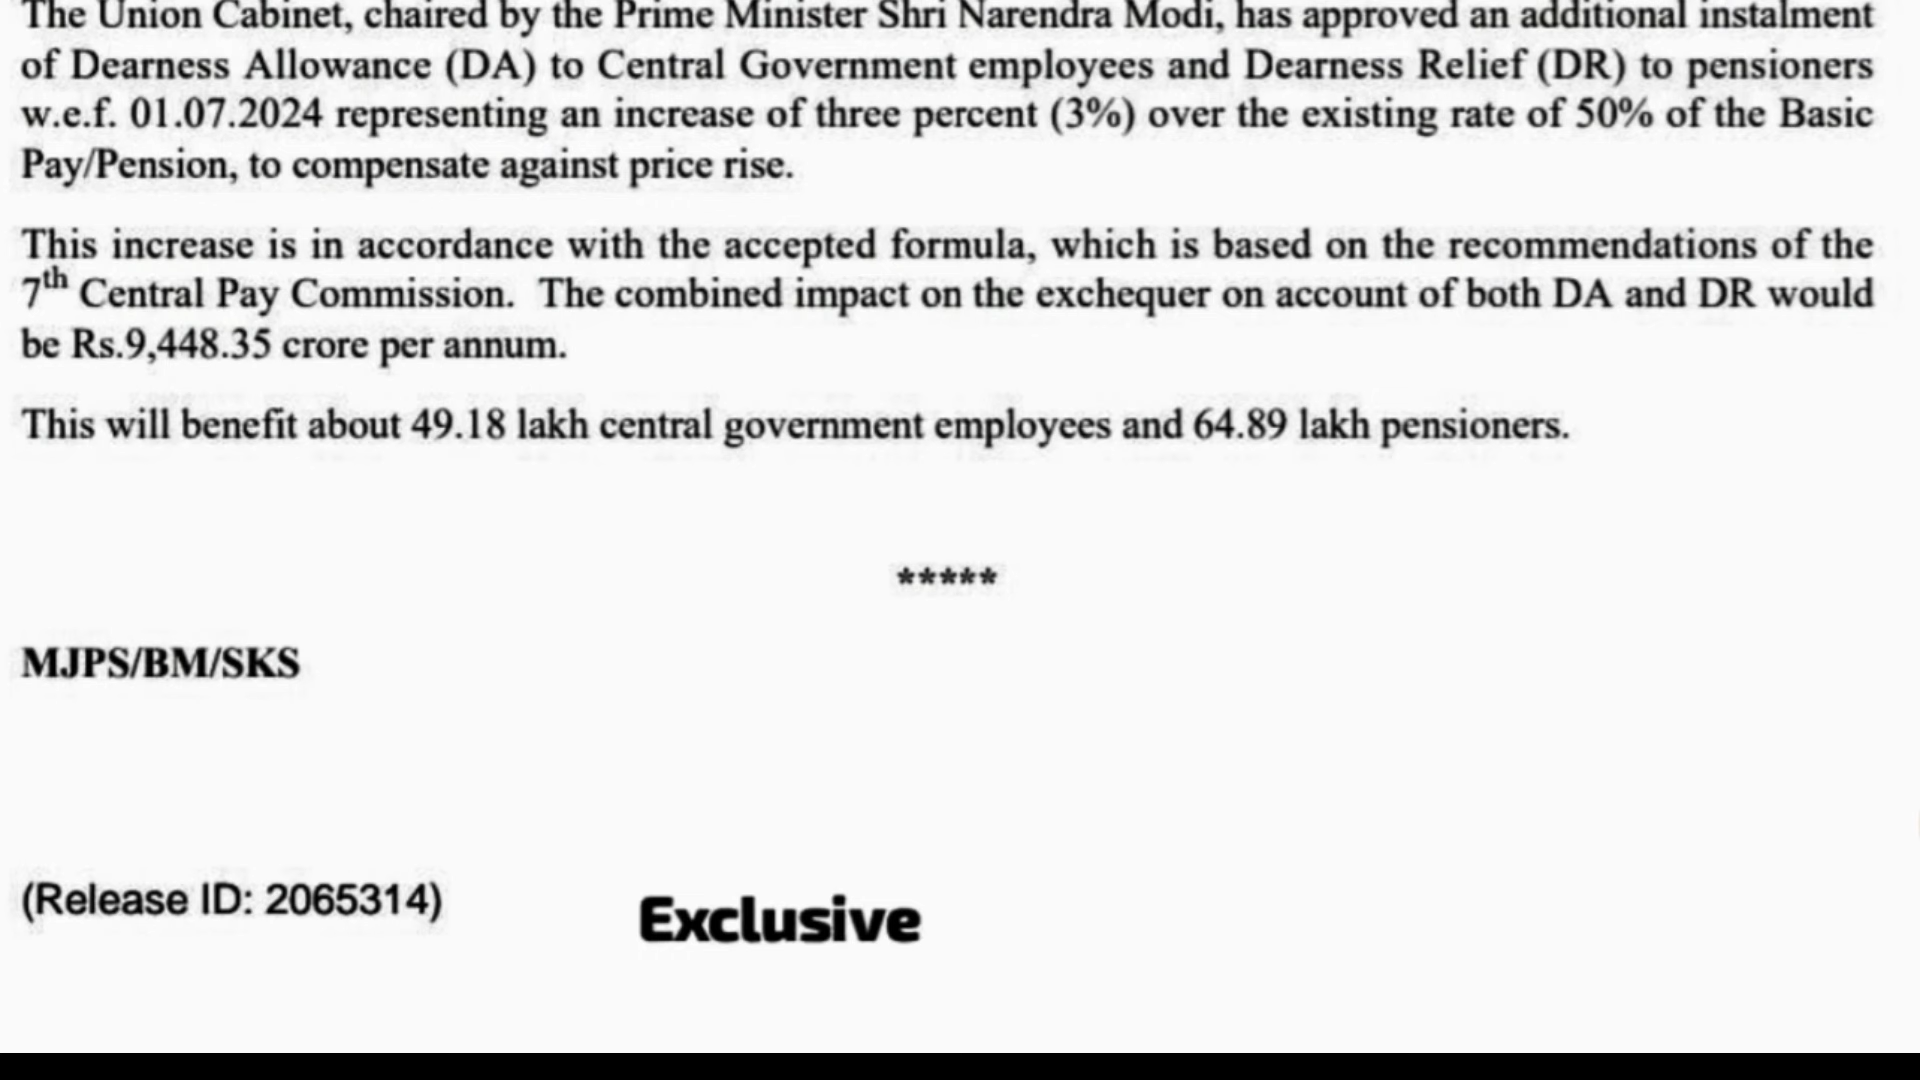 The Union Cabinet, chaired by the Prime Minister Shri Narendra Modi, has approved an additional instalment
of Dearness Allowance (DA) to Central Government employees and Dearness Relief (DR) to pensioners
w.e.f. 01.07.2024 representing an increase of three percent (3%) over the existing rate of 50% of the Basic
Pay/Pension, to compensate against price rise.
This increase is in accordance with the accepted formula, which is based on the recommendations of the
7th Central Pay Commission. The combined impact on the exchequer on account of both DA and DR would
be Rs.9,448.35 crore per annum.
This will benefit about 49.18 lakh central government employees and 64.89 lakh pensioners.
*****
MJPS/BM/SKS
(Release ID: 2065314)
Exclusive